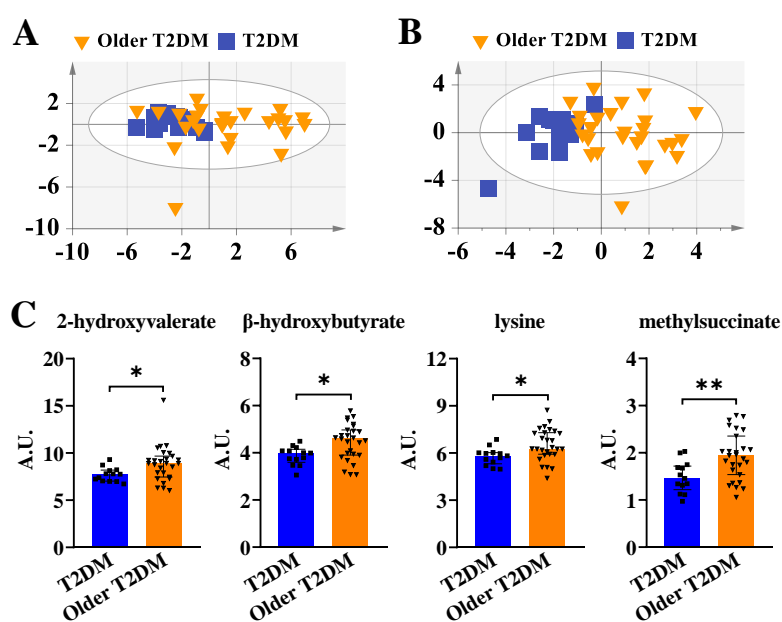 A
Older T2DM T2DM
2
-2
-6
-10
-10 -6 -2 2 6
B
Older T2DM T2DM
4
0
-4
-8
-6 -4 -2 0 2 4
C
2-hydroxyvalerate
20
15
10
5
0
A.U.
*
T2DM
Older T2DM
β-hydroxybutyrate
8
6
4
2
0
A.U.
*
T2DM
Older T2DM
lysine
12
9
6
3
0
A.U.
*
T2DM
Older T2DM
methylsuccinate
4
3
2
1
0
A.U.
**
T2DM
Older T2DM